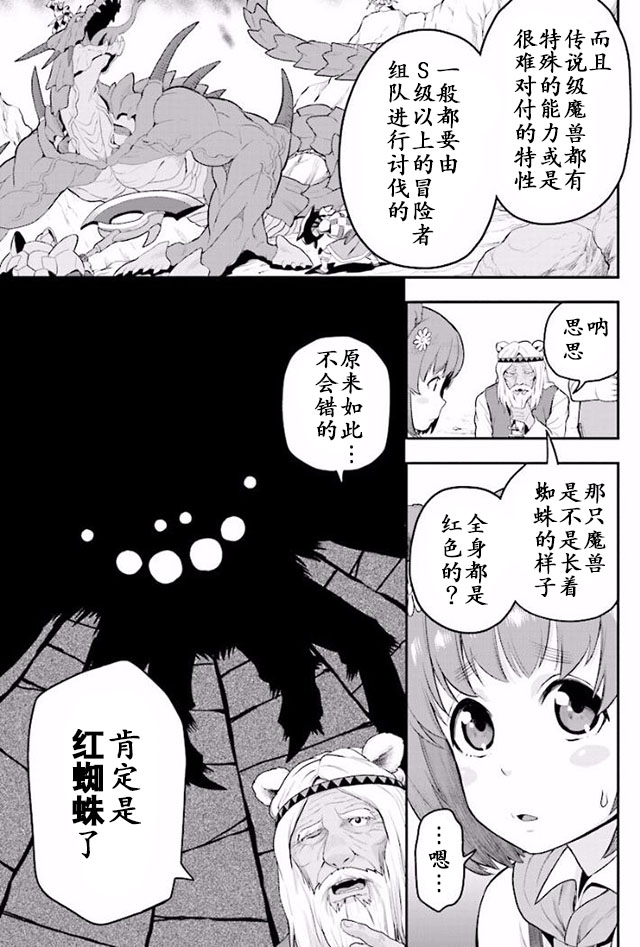 而且
传说级魔兽都有
特殊的能力或是
很难对付的特性
一般都要由
S级以上的冒险者
组队进行讨伐的
呐
思思
那只魔兽
是不是长着
蜘蛛的样子
全身都是
红色的？
…嗯…
原来如此…
不会错的
肯定是
红蜘蛛了